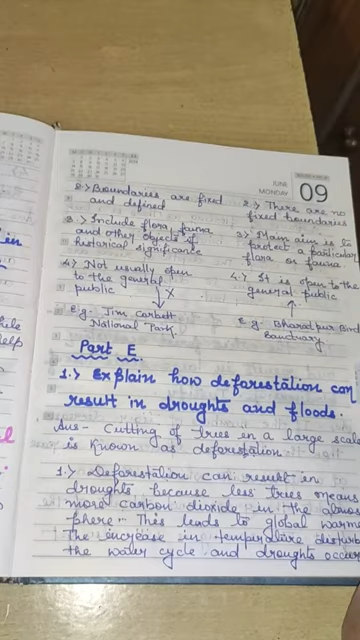 JUNE
MONDAY
09
2.) Boundaries are fixed and defined
2.) There are no fixed boundaries
3.) Include flora, fauna and other objects of historical significance
3.) Main aim is to protect a particular flora or fauna
4.) Not usually open to the general public
4.) It is open to the general public
X
E.g. Jim Corbett National Park.
E.g. Bharatpur Bird Sanctuary
Part E
1.) Explain how deforestation can
result in droughts and floods.
Ans- Cutting of trees en a large scale
is known as deforestation
1.) Deforestation can result in
droughts, because less trees means
more carbon dioxide in the atmos
phere. This leads to global warm
The increase in temperature disturb
the water cycle and droughts occur